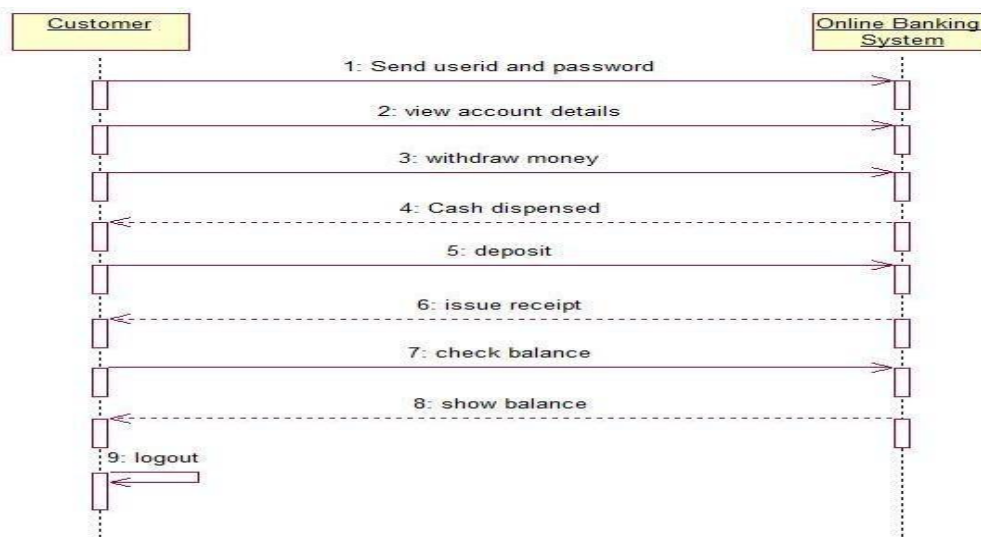 Customer
Online Banking
System
1: Send userid and password
2: view account details
3: withdraw money
4: Cash dispensed
5: deposit
6: issue receipt
7: check balance
8: show balance
9: logout